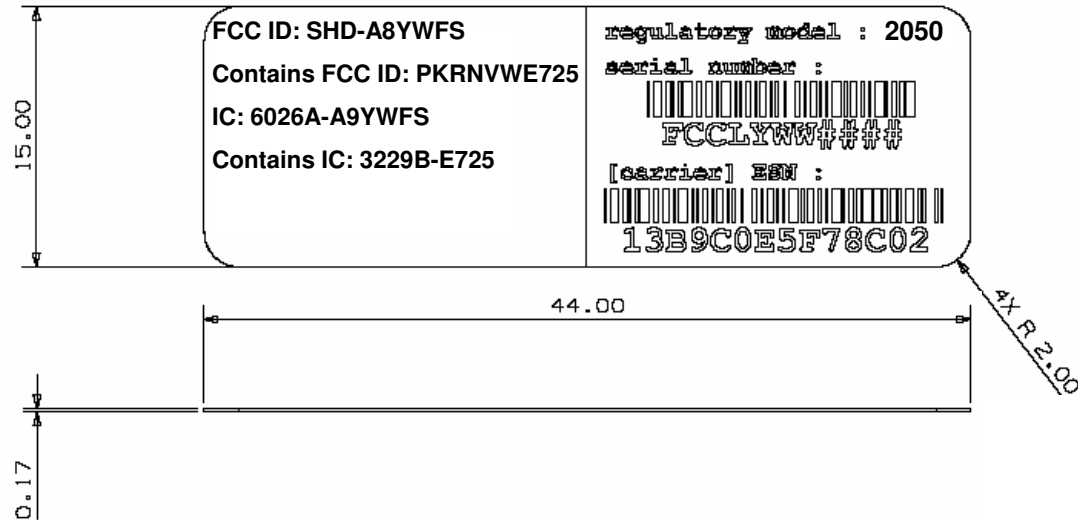 FCC ID: SHD-A8YWFS
Contains FCC ID: PKRNVWE725
IC: 6026A-A9YWFS
Contains IC: 3229B-E725
regulatory model : 2050
serial number :
FCCLYWW####
[carrier] ESN :
13B9C0E5F78C02
15.00
44.00
4X R 2.00
0.17